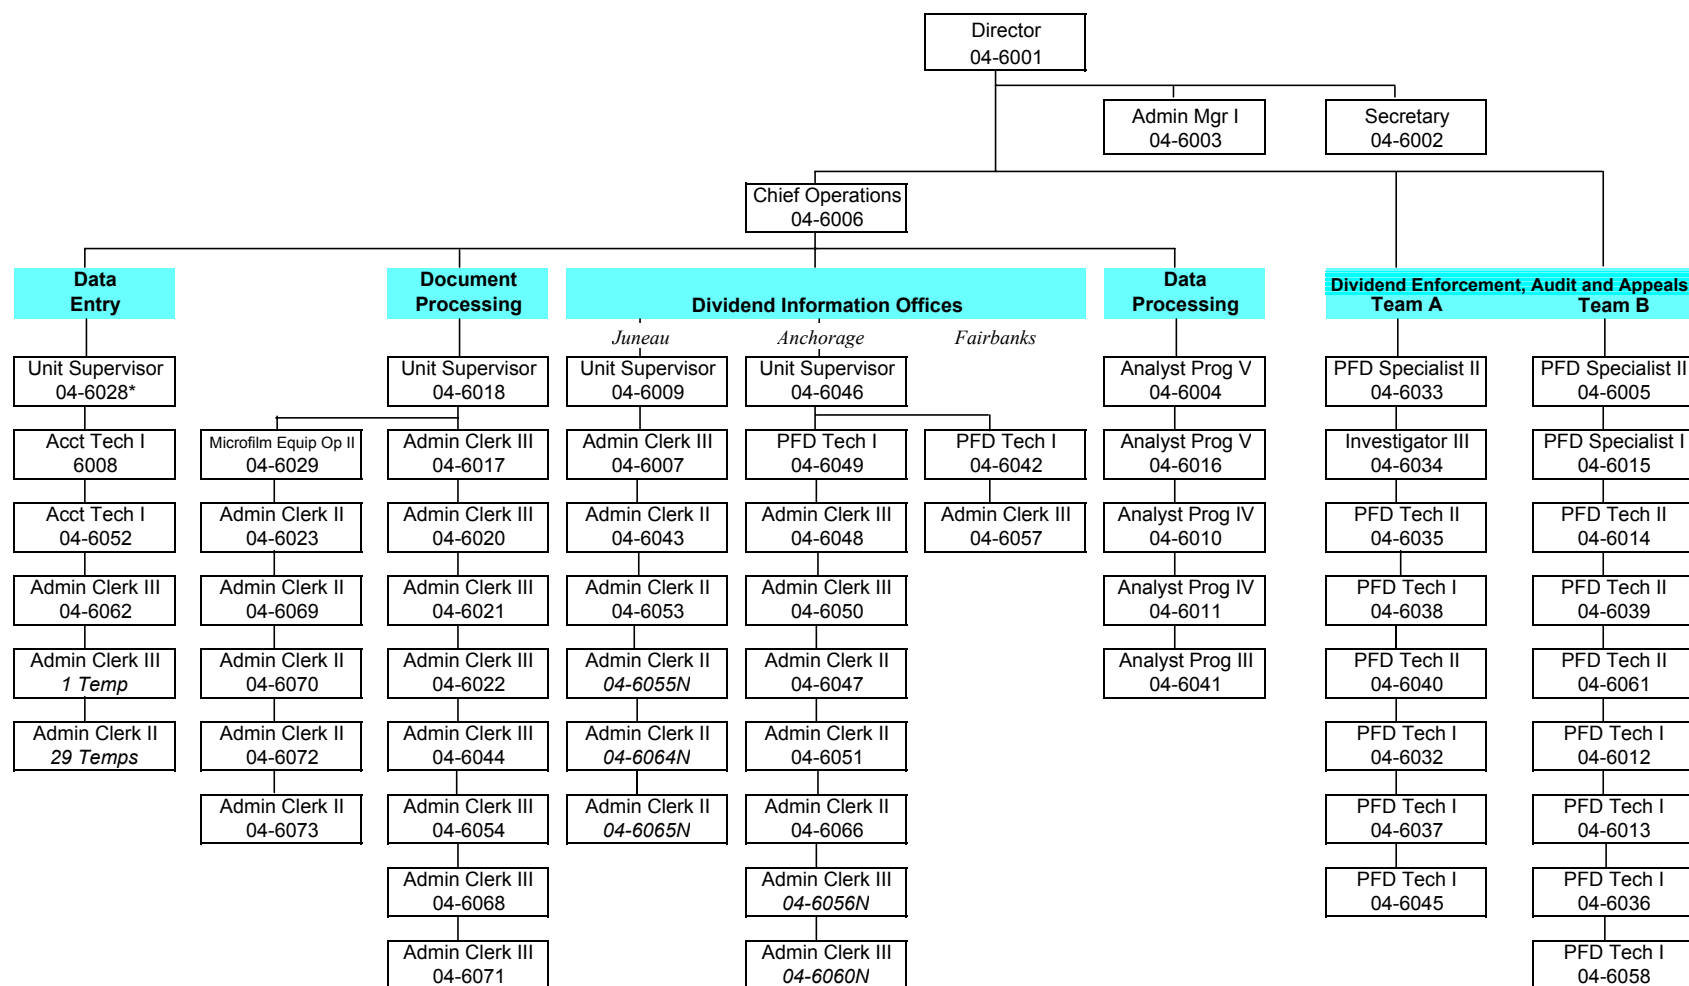 Director
04-6001
Admin Mgr I
04-6003
Secretary
04-6002
Chief Operations
04-6006
Data
Entry
Document
Processing
Dividend Information Offices
Data
Processing
Dividend Enforcement, Audit and Appeals
Team A
Team B
Juneau
Anchorage
Fairbanks
Unit Supervisor
04-6028*
Acct Tech I
6008
Acct Tech I
04-6052
Admin Clerk III
04-6062
Admin Clerk III
1 Temp
Admin Clerk II
29 Temps
Microfilm Equip Op II
04-6029
Admin Clerk II
04-6023
Admin Clerk II
04-6069
Admin Clerk II
04-6070
Admin Clerk II
04-6072
Admin Clerk II
04-6073
Unit Supervisor
04-6018
Admin Clerk III
04-6017
Admin Clerk III
04-6020
Admin Clerk III
04-6021
Admin Clerk III
04-6022
Admin Clerk III
04-6044
Admin Clerk III
04-6054
Admin Clerk III
04-6068
Admin Clerk III
04-6071
Unit Supervisor
04-6009
Admin Clerk III
04-6007
Admin Clerk II
04-6043
Admin Clerk II
04-6053
Admin Clerk II
04-6055N
Admin Clerk II
04-6064N
Admin Clerk II
04-6065N
Unit Supervisor
04-6046
PFD Tech I
04-6049
Admin Clerk III
04-6048
Admin Clerk III
04-6050
Admin Clerk II
04-6047
Admin Clerk II
04-6051
Admin Clerk II
04-6066
Admin Clerk III
04-6056N
Admin Clerk III
04-6060N
PFD Tech I
04-6042
Admin Clerk III
04-6057
Analyst Prog V
04-6004
Analyst Prog V
04-6016
Analyst Prog IV
04-6010
Analyst Prog IV
04-6011
Analyst Prog III
04-6041
PFD Specialist II
04-6033
Investigator III
04-6034
PFD Tech II
04-6035
PFD Tech I
04-6038
PFD Tech II
04-6040
PFD Tech I
04-6032
PFD Tech I
04-6037
PFD Tech I
04-6045
PFD Specialist II
04-6005
PFD Specialist I
04-6015
PFD Tech II
04-6014
PFD Tech II
04-6039
PFD Tech II
04-6061
PFD Tech I
04-6012
PFD Tech I
04-6013
PFD Tech I
04-6036
PFD Tech I
04-6058